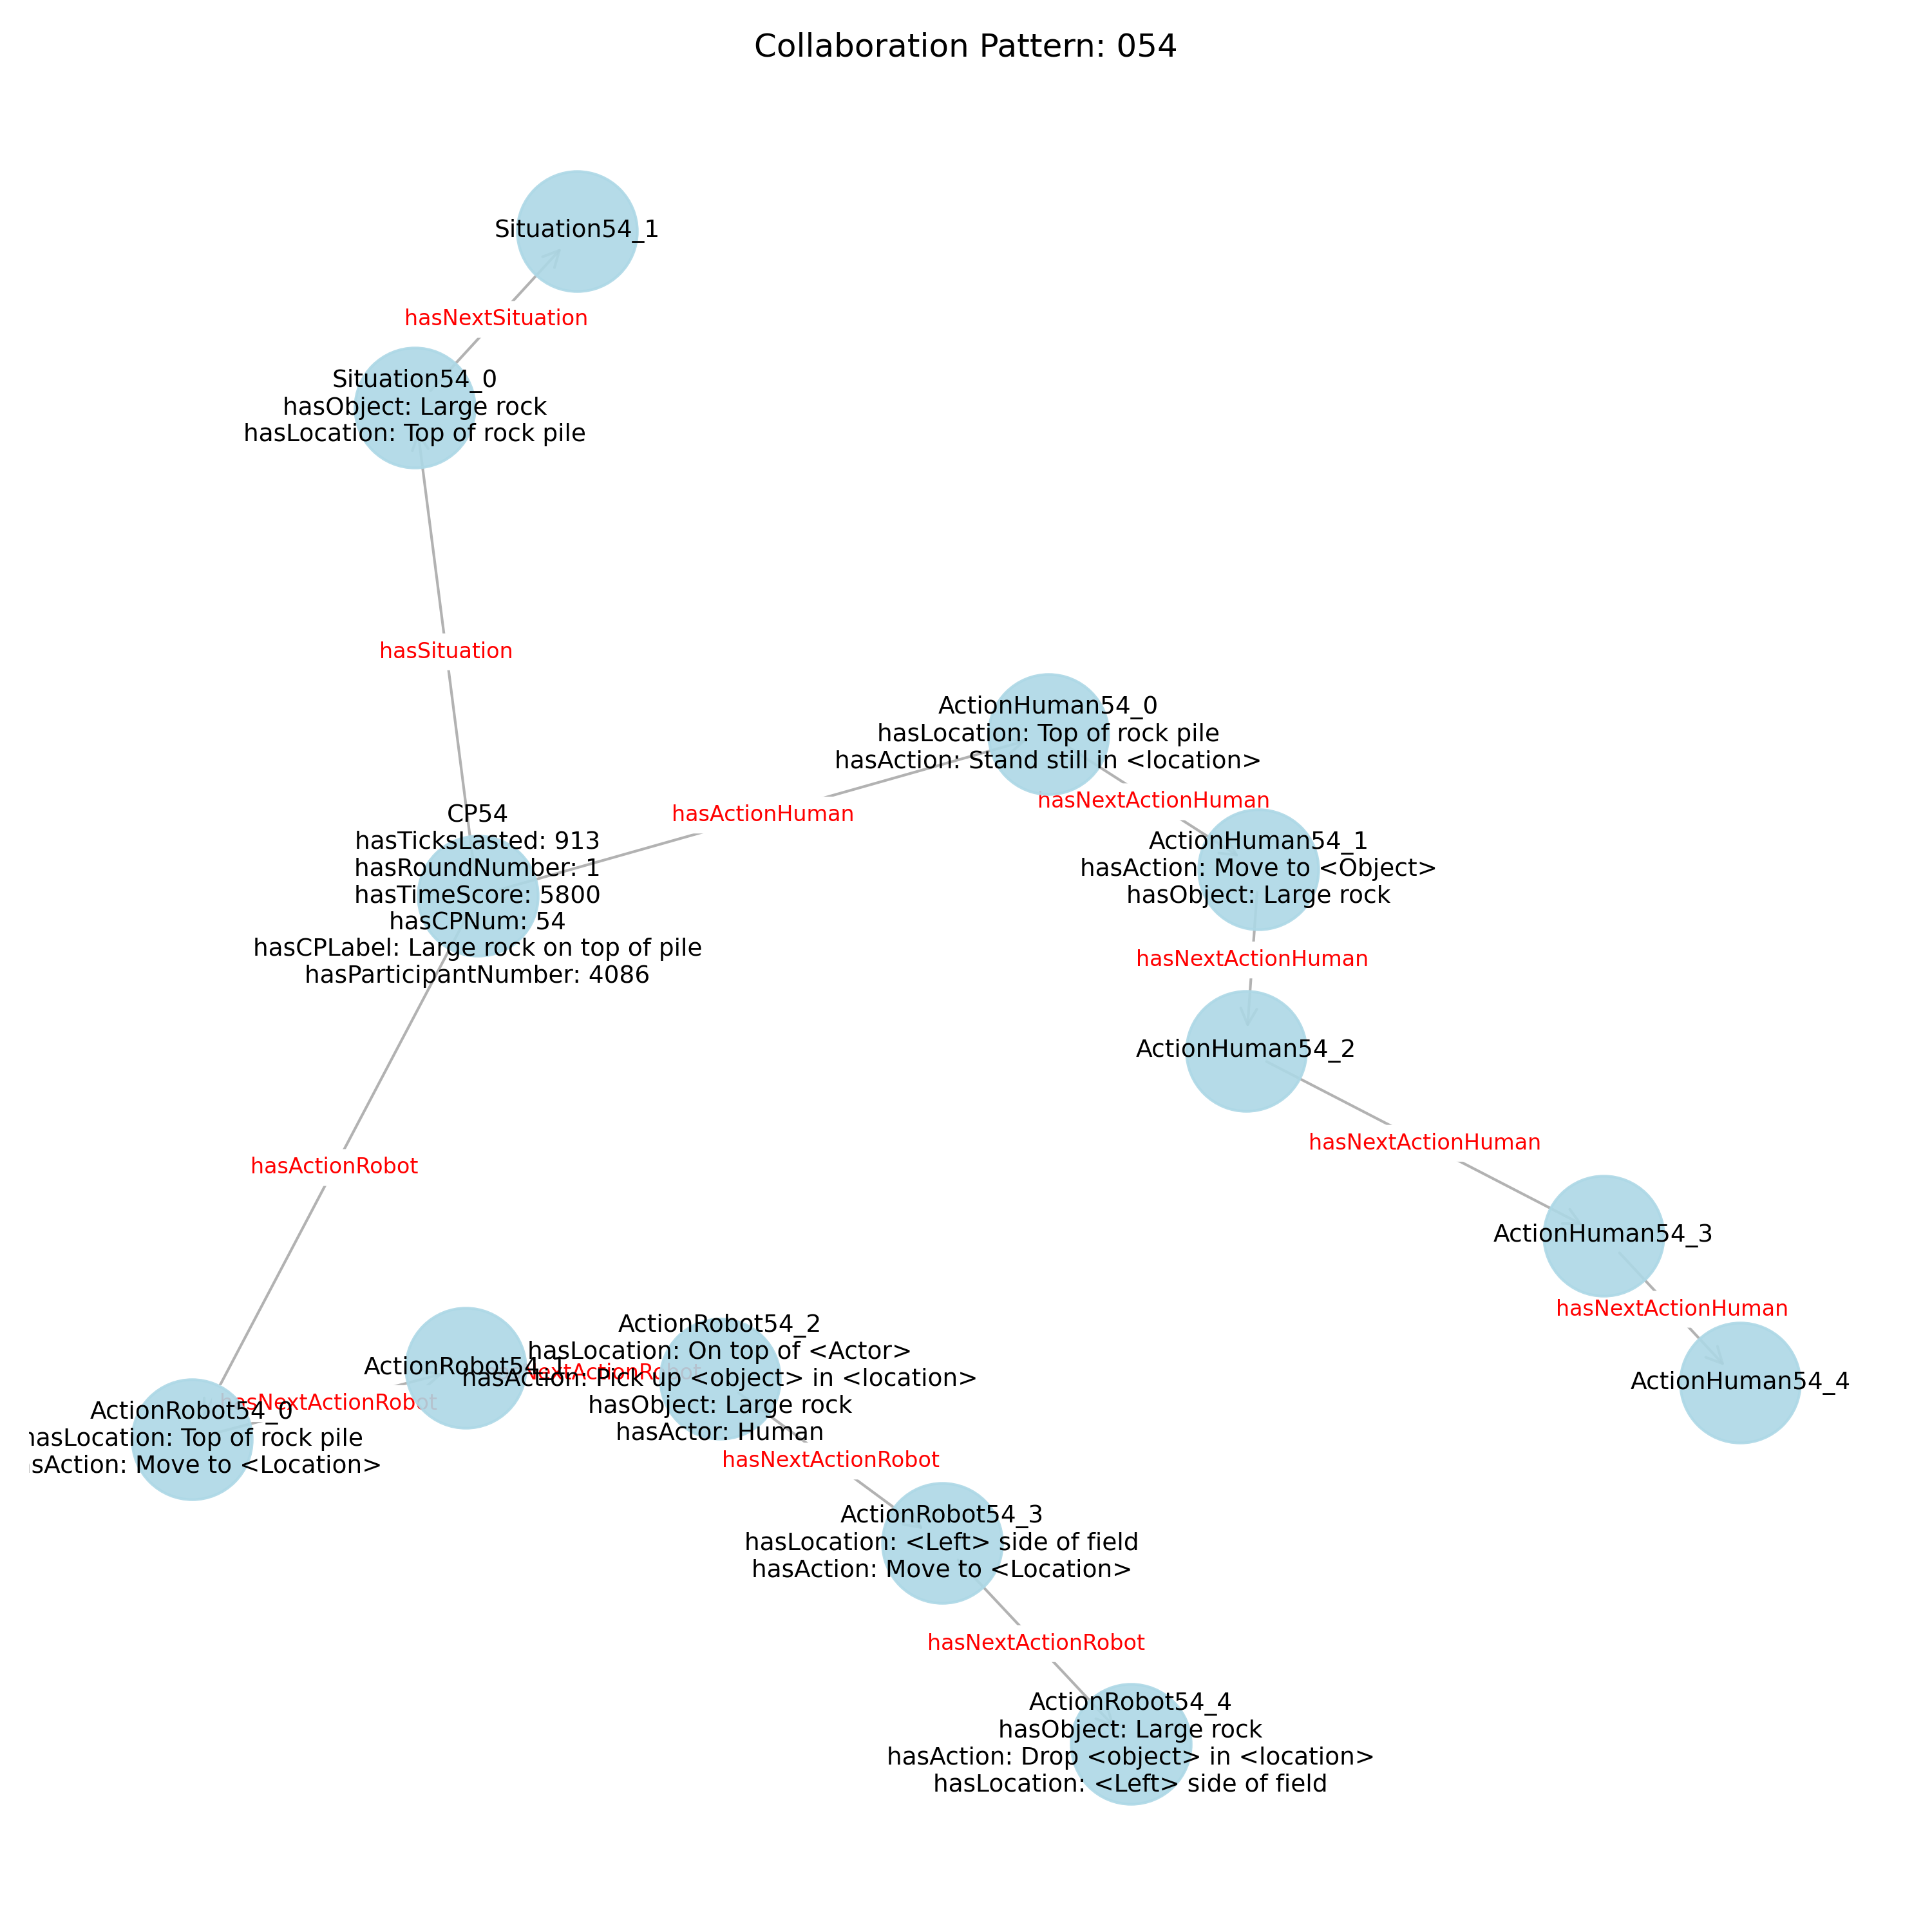 Collaboration Pattern: 054
Situation54_1
hasNextSituation
Situation54_0
hasObject: Large rock
hasLocation: Top of rock pile
hasSituation
ActionHuman54_0
hasLocation: Top of rock pile
hasAction: Stand still in <location>
hasActionHuman
hasNextActionHuman
CP54
hasTicksLasted: 913
hasRoundNumber: 1
hasTimeScore: 5800
hasCPNum: 54
hasCPLabel: Large rock on top of pile
hasParticipantNumber: 4086
ActionHuman54_1
hasAction: Move to <Object>
hasObject: Large rock
hasNextActionHuman
ActionHuman54_2
hasNextActionHuman
hasActionRobot
ActionHuman54_3
hasNextActionHuman
ActionHuman54_4
ActionRobot54_1
NextActionRobot
ActionRobot54_2
hasLocation: On top of <Actor>
hasAction: Pick up <object> in <location>
hasObject: Large rock
hasActor: Human
hasNextActionRobot
ActionRobot54_0
hasLocation: Top of rock pile
sAction: Move to <Location>
hasNextActionRobot
ActionRobot54_3
hasLocation: <Left> side of field
hasAction: Move to <Location>
hasNextActionRobot
ActionRobot54_4
hasObject: Large rock
hasAction: Drop <object> in <location>
hasLocation: <Left> side of field